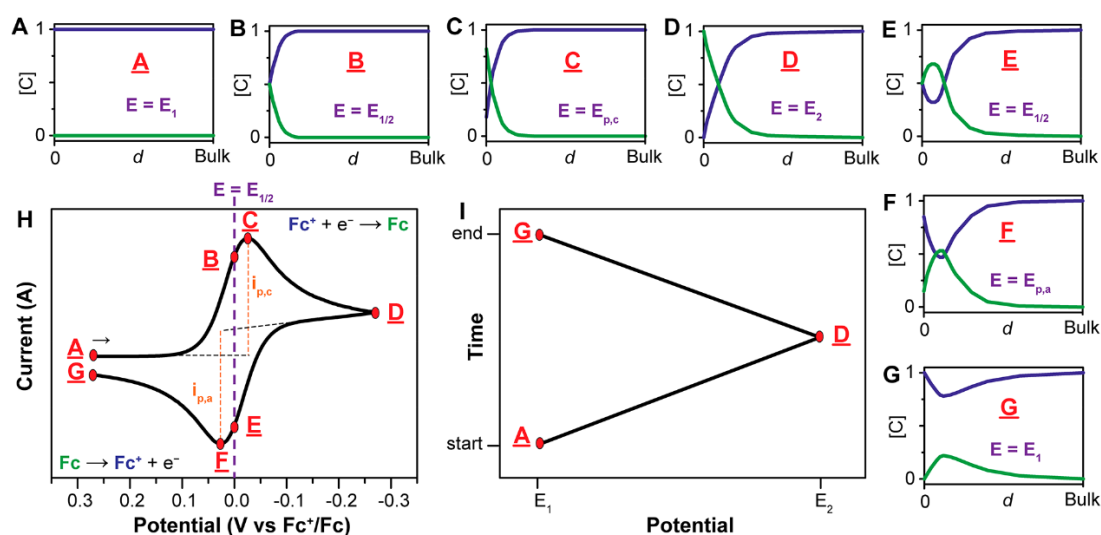 A
1
[C]
0
A
E = E1
0
d
Bulk
B
1
0
B
E = E1/2
0
d
Bulk
C
1
[C]
0
C
E = Ep,c
0
d
Bulk
D
1
[C]
0
D
E = E2
0
d
Bulk
E
1
[C]
0
E
E = E1/2
0
d
Bulk
F
1
[C]
0
F
E = Ep,a
0
d
Bulk
G
1
[C]
0
G
E = E1
0
d
Bulk
H
E = E1/2
Fc⁺ + e⁻ → Fc
Current (A)
A →
B
C
D
E
F
G
ip,c
ip,a
Fc → Fc⁺ + e⁻
0.3 0.2 0.1 0.0 -0.1 -0.2 -0.3
Potential (V vs Fc⁺/Fc)
I
end
G
Time
D
start
A
E1 E2
Potential